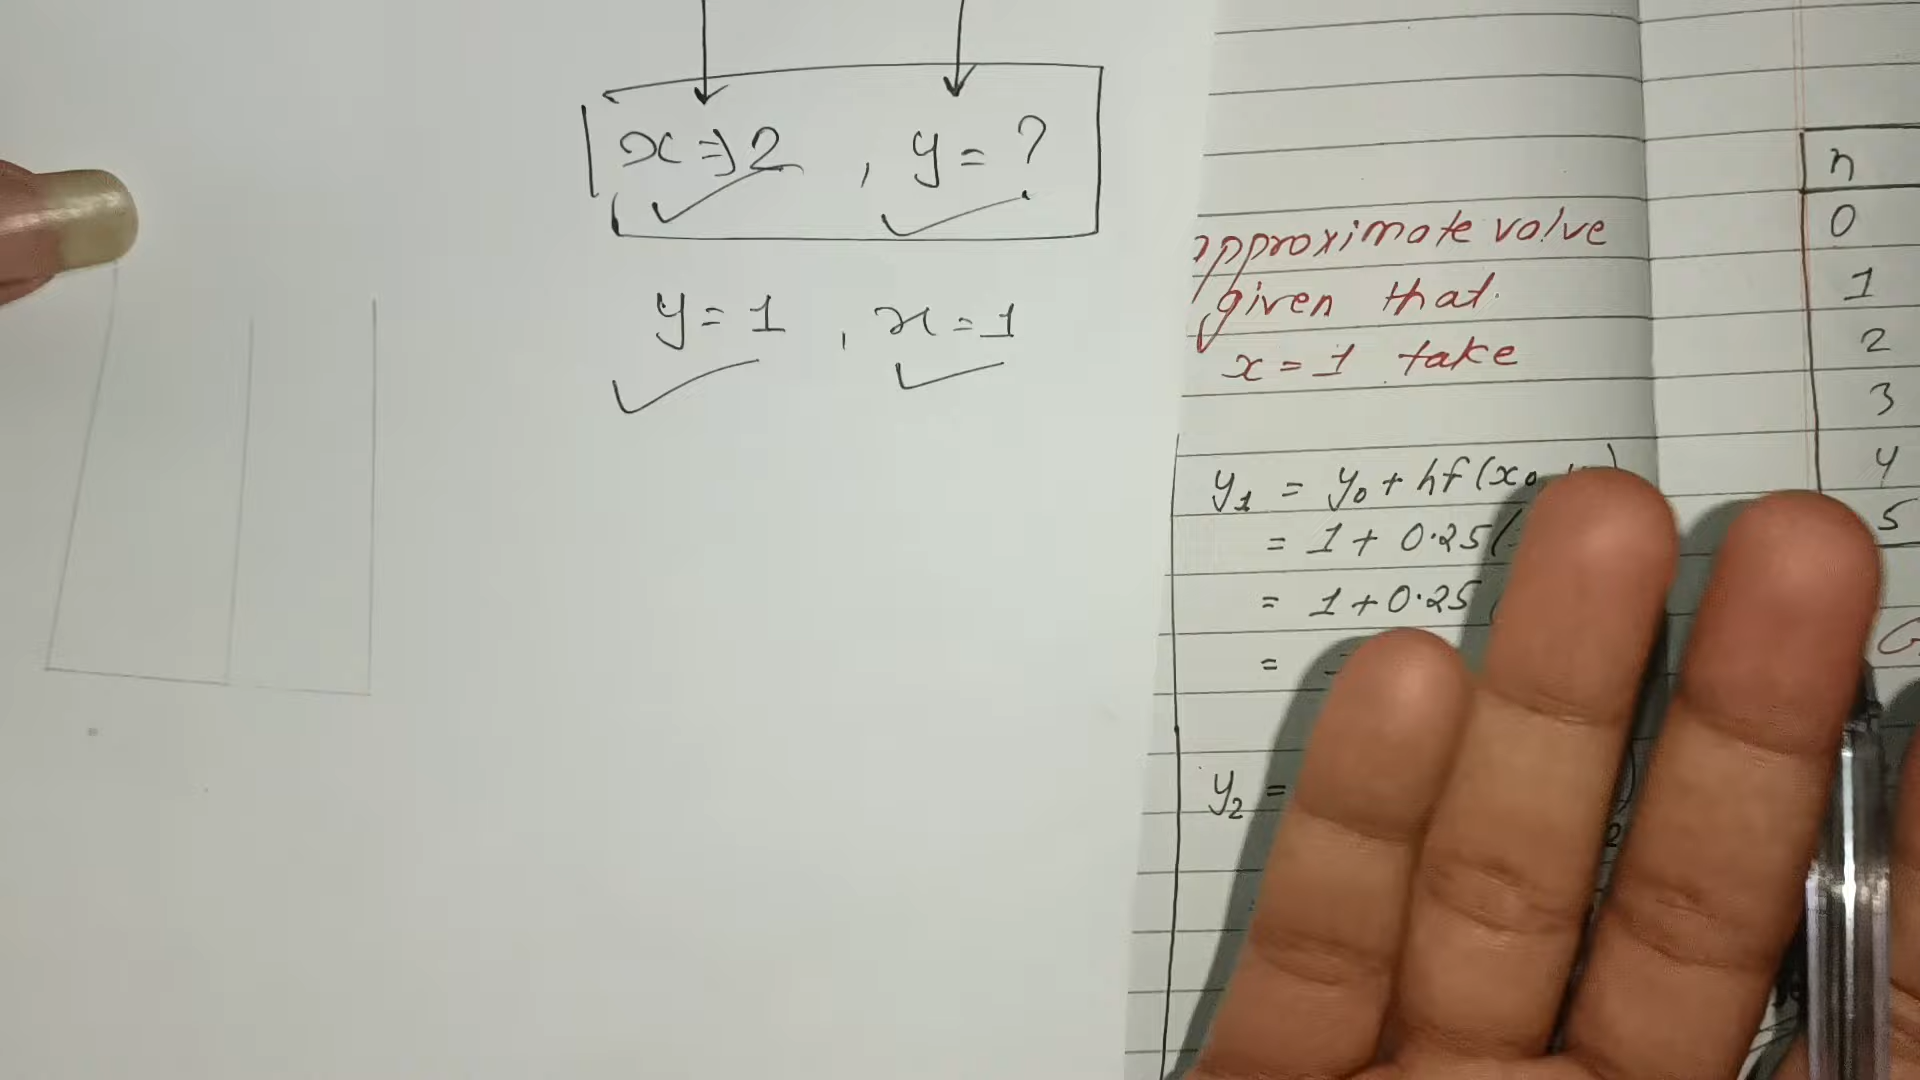 x ⇒ 2 , y = ?
y = 1 , x = 1
approximate valve
given that.
x = 1 take
y₁ = y₀ + hf(x₀
= 1 + 0.25(
= 1 + 0.25
=
y₂ =
n
0
1
2
3
4
5